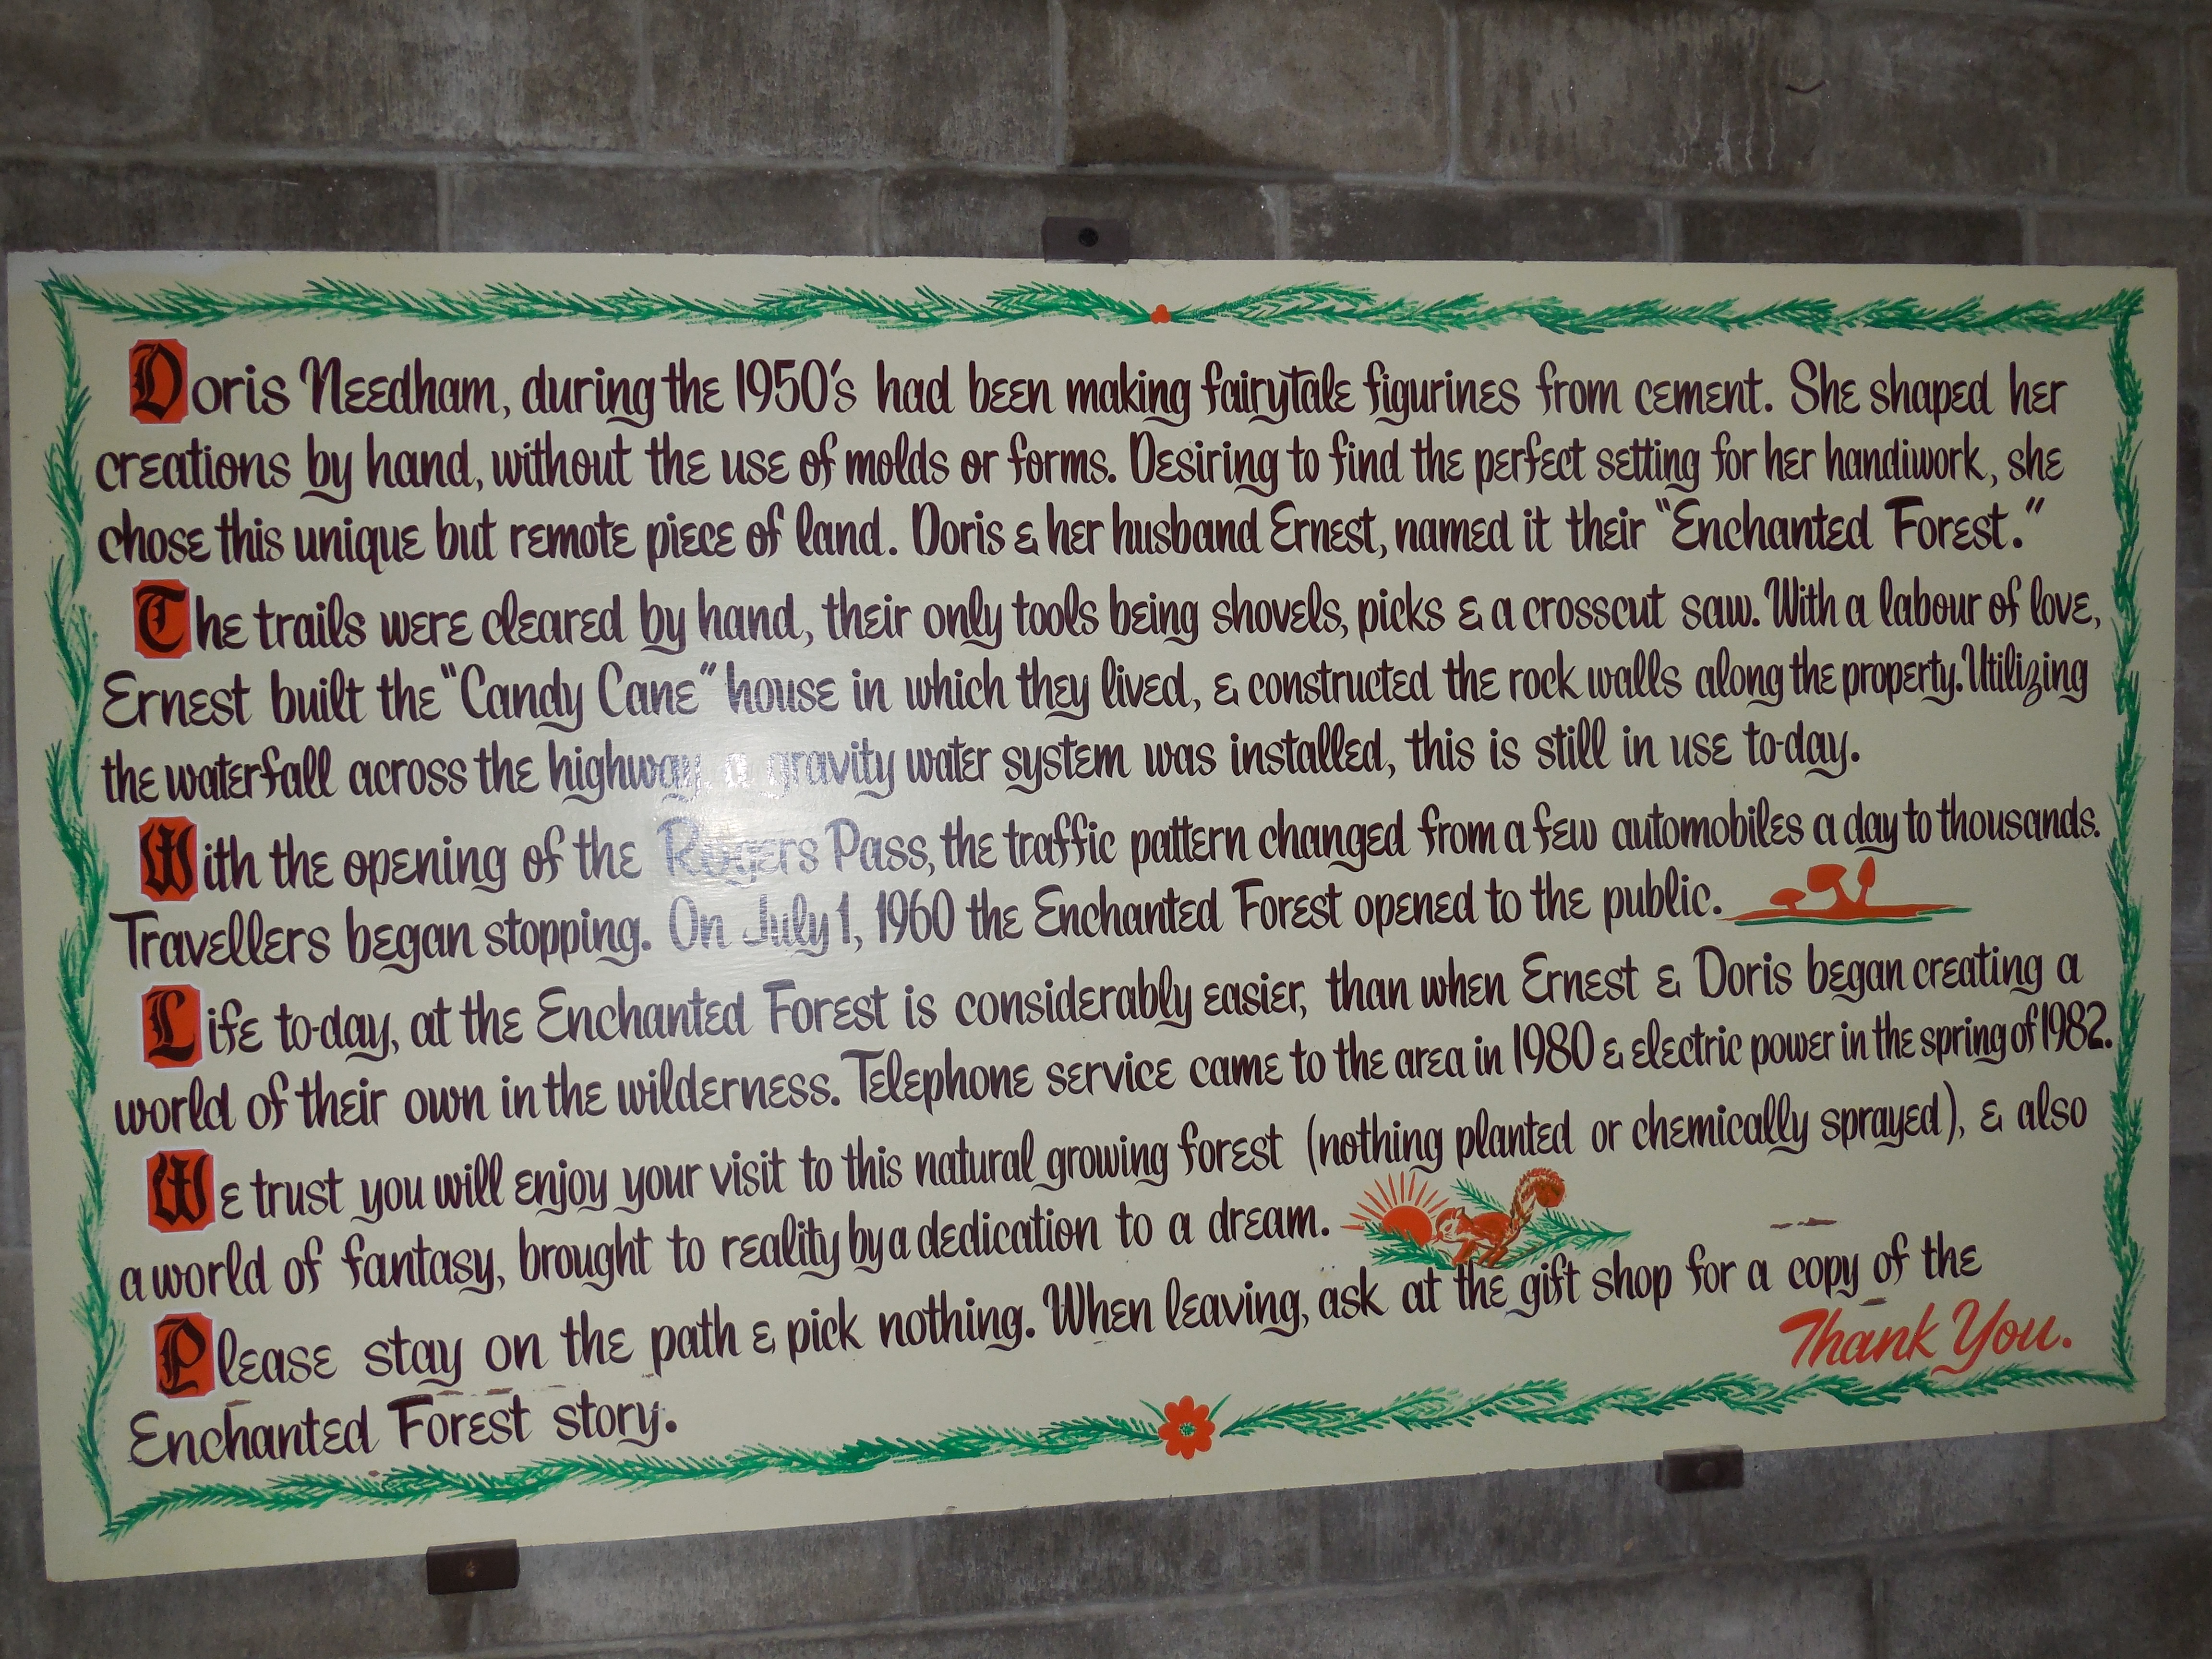 Doris Needham, during the 1950's had been making fairytale figurines from cement. She shaped her
creations by hand, without the use of molds or forms. Desiring to find the perfect setting for her handiwork, she
chose this unique but remote piece of land. Doris & her husband Ernest, named it their "Enchanted Forest."
The trails were cleared by hand, their only tools being shovels, picks & a crosscut saw. With a labour of love,
Ernest built the "Candy Cane" house in which they lived, & constructed the rock walls along the property. Utilizing
the waterfall across the highway, a gravity water system was installed, this is still in use to-day.
With the opening of the Rogers Pass, the traffic pattern changed from a few automobiles a day to thousands.
Travellers began stopping. On July 1, 1960 the Enchanted Forest opened to the public.
Life to-day, at the Enchanted Forest is considerably easier, than when Ernest & Doris began creating a
world of their own in the wilderness. Telephone service came to the area in 1980 & electric power in the spring of 1982.
We trust you will enjoy your visit to this natural growing forest (nothing planted or chemically sprayed), & also
a world of fantasy, brought to reality by a dedication to a dream.
Please stay on the path & pick nothing. When leaving, ask at the gift shop for a copy of the
Enchanted Forest story.
Thank You.